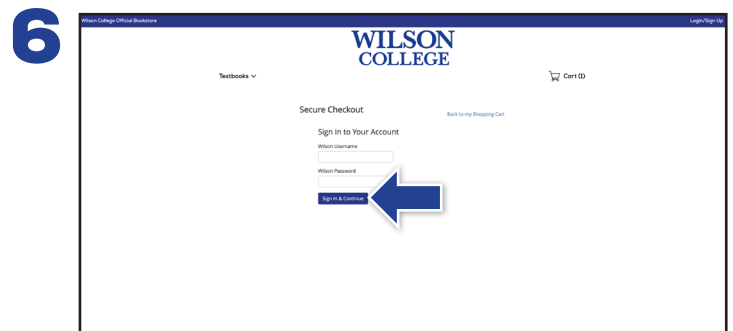 6
Wilson College Official Bookstore
Login/Sign Up
WILSON
COLLEGE
Textbooks
Cart (1)
Secure Checkout
Back to my Shopping Cart
Sign In to Your Account
Wilson Username
Wilson Password
Sign In & Continue